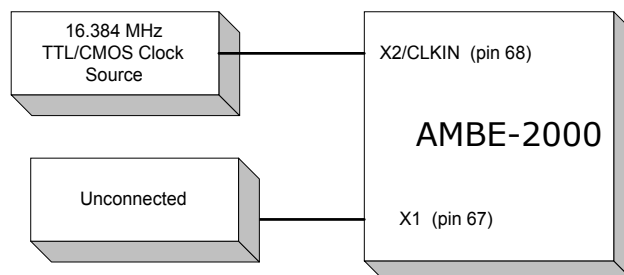 16.384 MHz
TTL/CMOS Clock
Source
X2/CLKIN (pin 68)
AMBE-2000
Unconnected
X1 (pin 67)